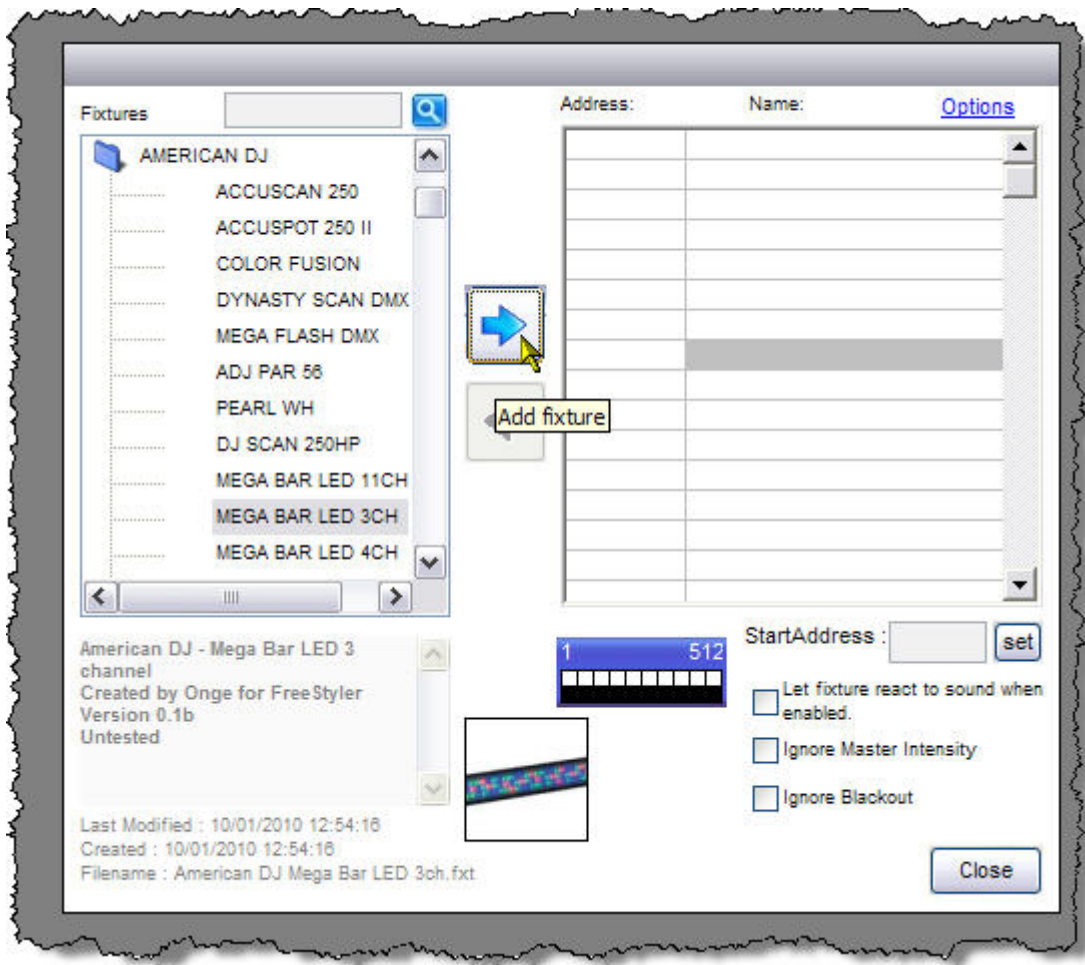 Fixtures
Address:
Name:
Options
AMERICAN DJ
ACCUSCAN 250
ACCUSPOT 250 II
COLOR FUSION
DYNASTY SCAN DMX
MEGA FLASH DMX
ADJ PAR 56
PEARL WH
DJ SCAN 250HP
MEGA BAR LED 11CH
MEGA BAR LED 3CH
MEGA BAR LED 4CH
Add fixture
American DJ - Mega Bar LED 3
channel
Created by Onge for FreeStyler
Version 0.1b
Untested
Last Modified : 10/01/2010 12:54:16
Created : 10/01/2010 12:54:16
Filename : American DJ Mega Bar LED 3ch.fxt
1 512
StartAddress :
set
Let fixture react to sound when
enabled.
Ignore Master Intensity
Ignore Blackout
Close